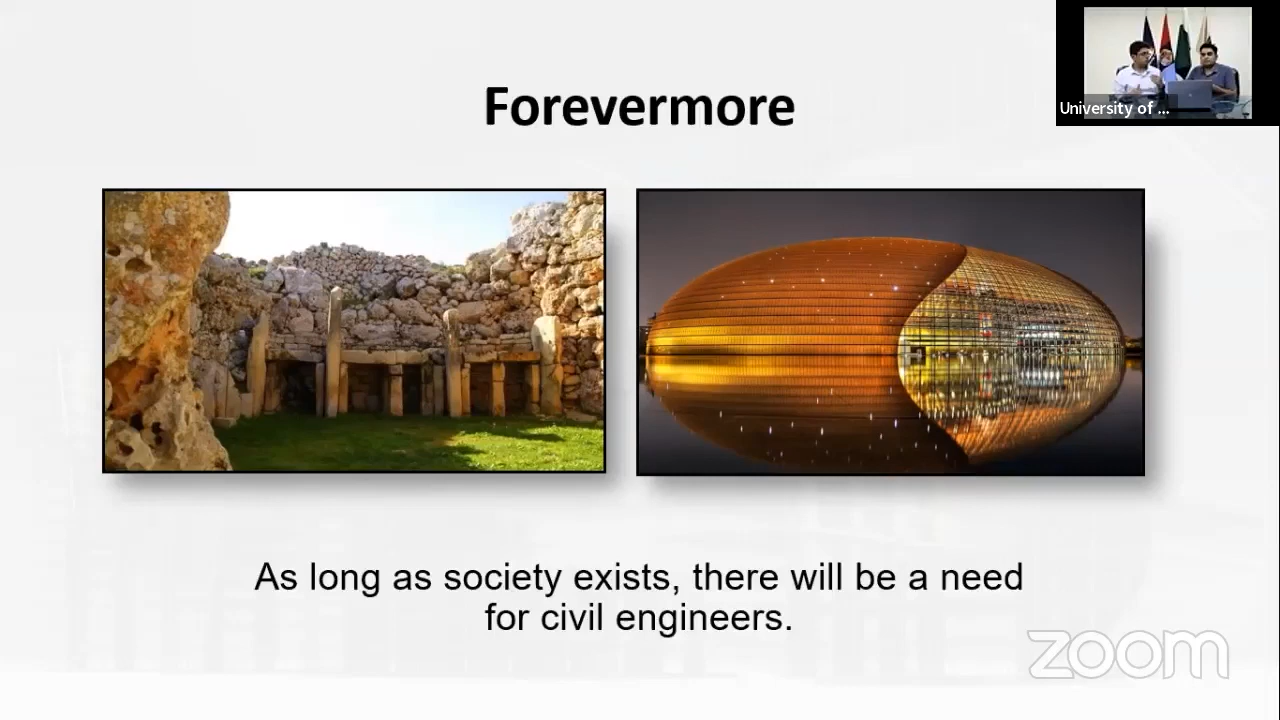 University of ...
Forevermore
As long as society exists, there will be a need
for civil engineers.
zoom